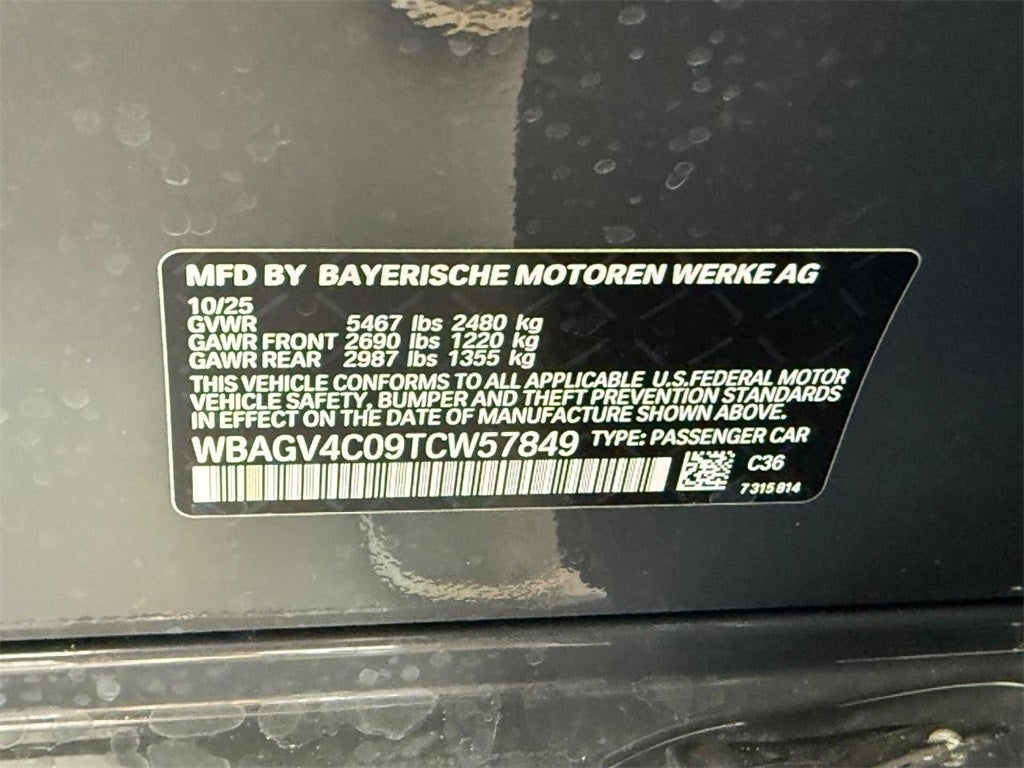 MFD BY BAYERISCHE MOTOREN WERKE AG
10/25
GVWR 5467 lbs 2480 kg
GAWR FRONT 2690 lbs 1220 kg
GAWR REAR 2987 lbs 1355 kg
THIS VEHICLE CONFORMS TO ALL APPLICABLE U.S.FEDERAL MOTOR
VEHICLE SAFETY, BUMPER AND THEFT PREVENTION STANDARDS
IN EFFECT ON THE DATE OF MANUFACTURE SHOWN ABOVE.
WBAGV4C09TCW57849 TYPE: PASSENGER CAR
C36
7315814